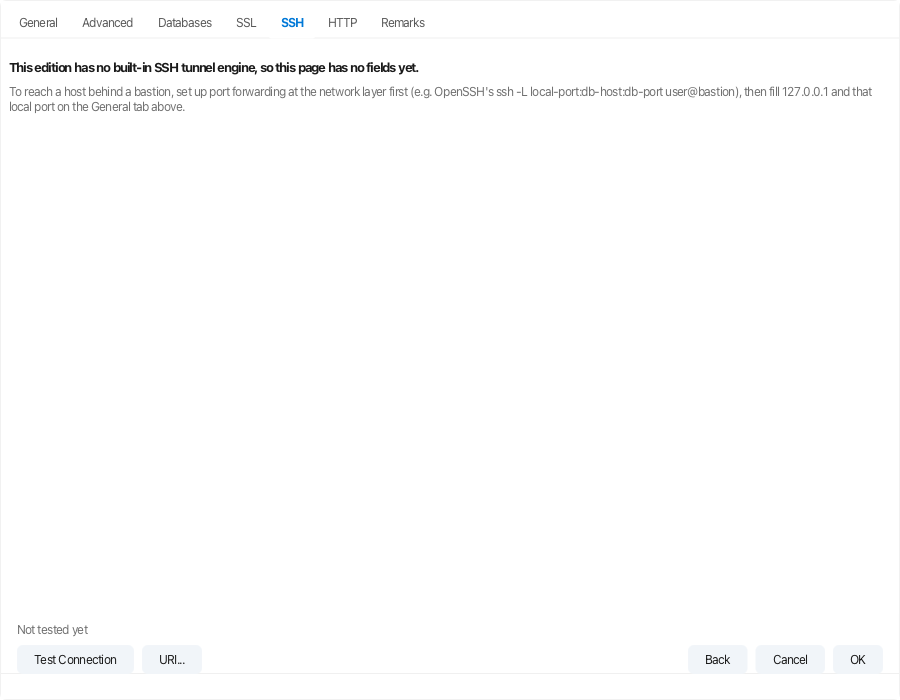 General Advanced Databases SSL SSH HTTP Remarks
This edition has no built-in SSH tunnel engine, so this page has no fields yet.
To reach a host behind a bastion, set up port forwarding at the network layer first (e.g. OpenSSH's ssh -L local-port:db-host:db-port user@bastion), then fill 127.0.0.1 and that
local port on the General tab above.
Not tested yet
Test Connection URI... Back Cancel OK